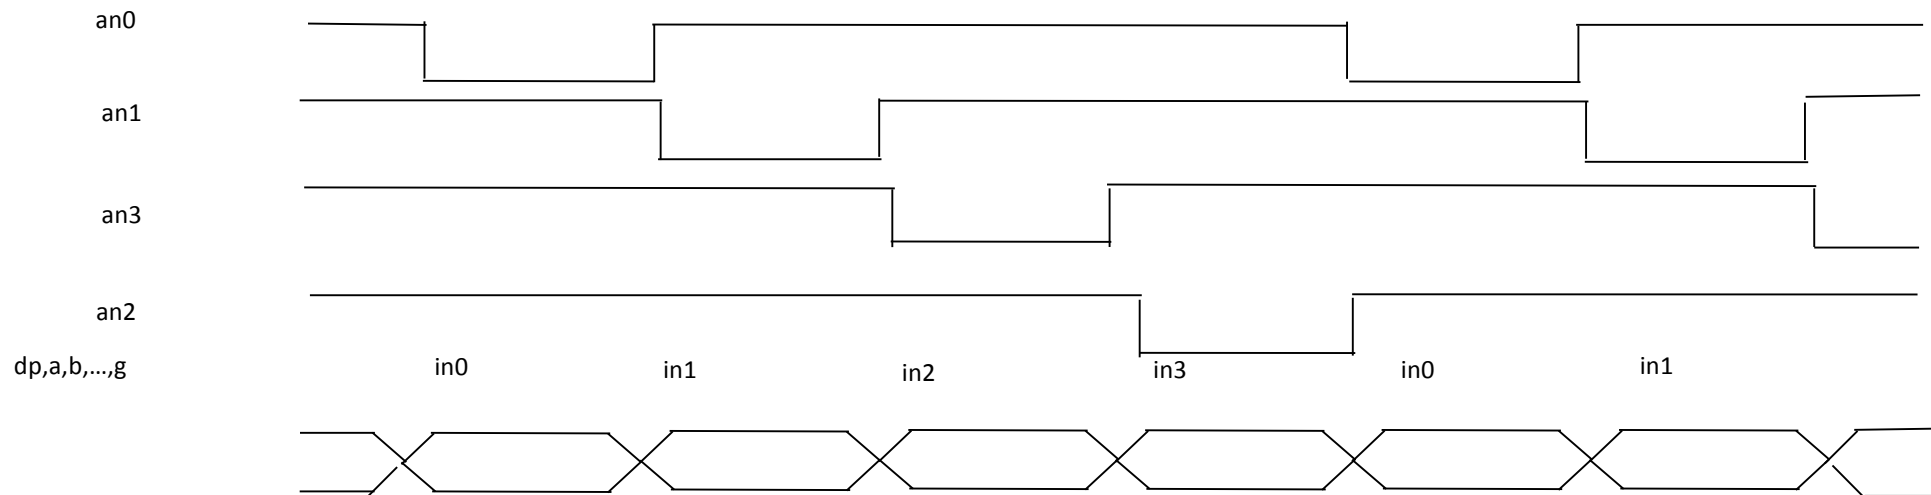 an0
an1
an3
an2
dp,a,b,...,g
in0
in1
in2
in3
in0
in1